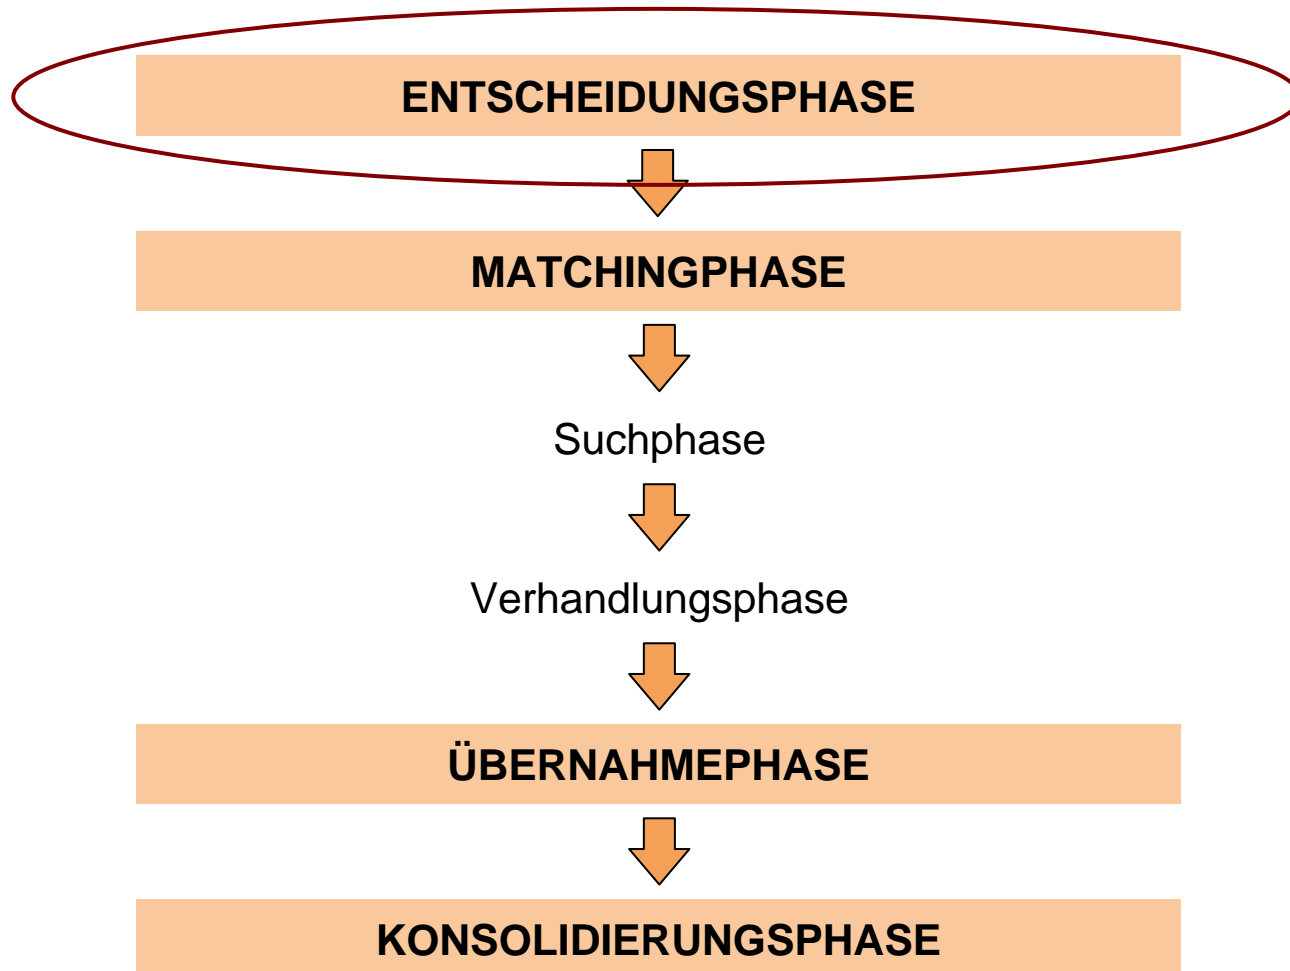 ENTSCHEIDUNGSPHASE
MATCHINGPHASE
Suchphase
Verhandlungsphase
ÜBERNAHMEPHASE
KONSOLIDIERUNGSPHASE